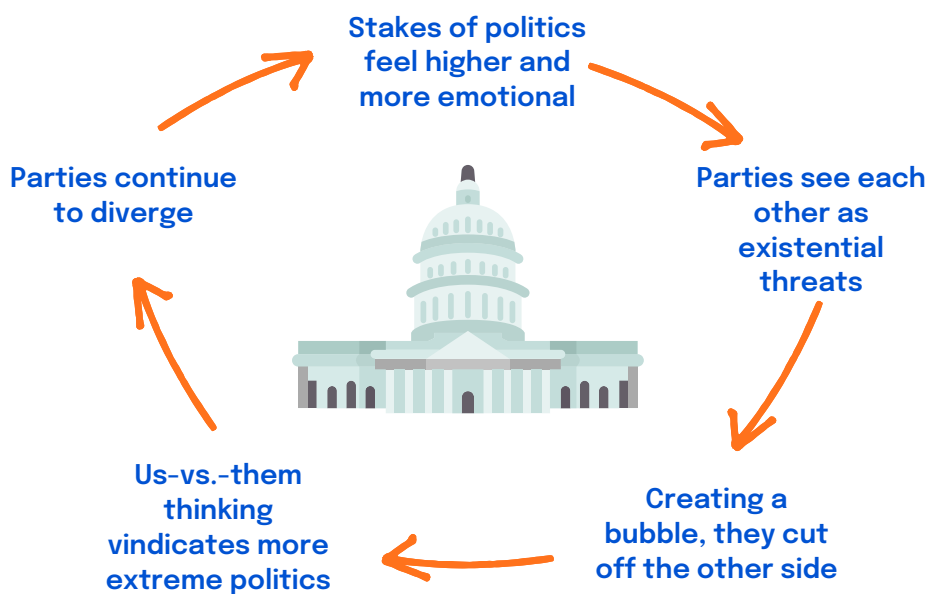 Stakes of politics
feel higher and
more emotional
Parties see each
other as
existential
threats
Creating a
bubble, they cut
off the other side
Us-vs.-them
thinking
vindicates more
extreme politics
Parties continue
to diverge